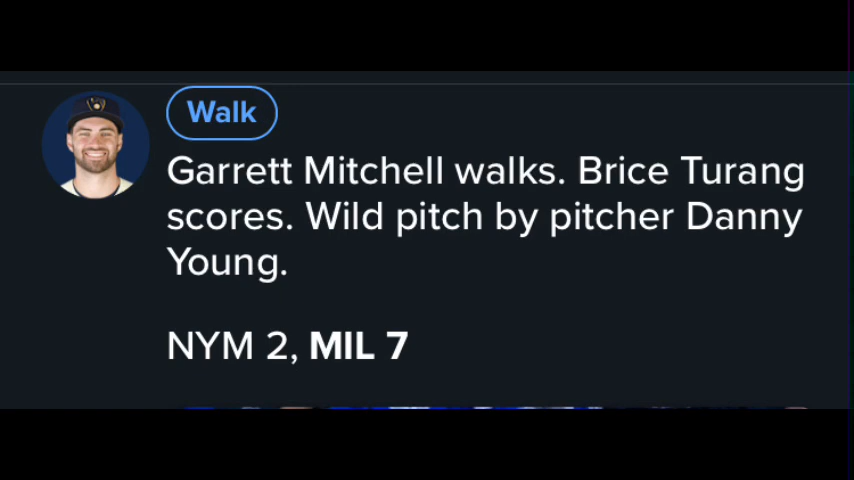 Walk
Garrett Mitchell walks. Brice Turang
scores. Wild pitch by pitcher Danny
Young.
NYM 2, MIL 7